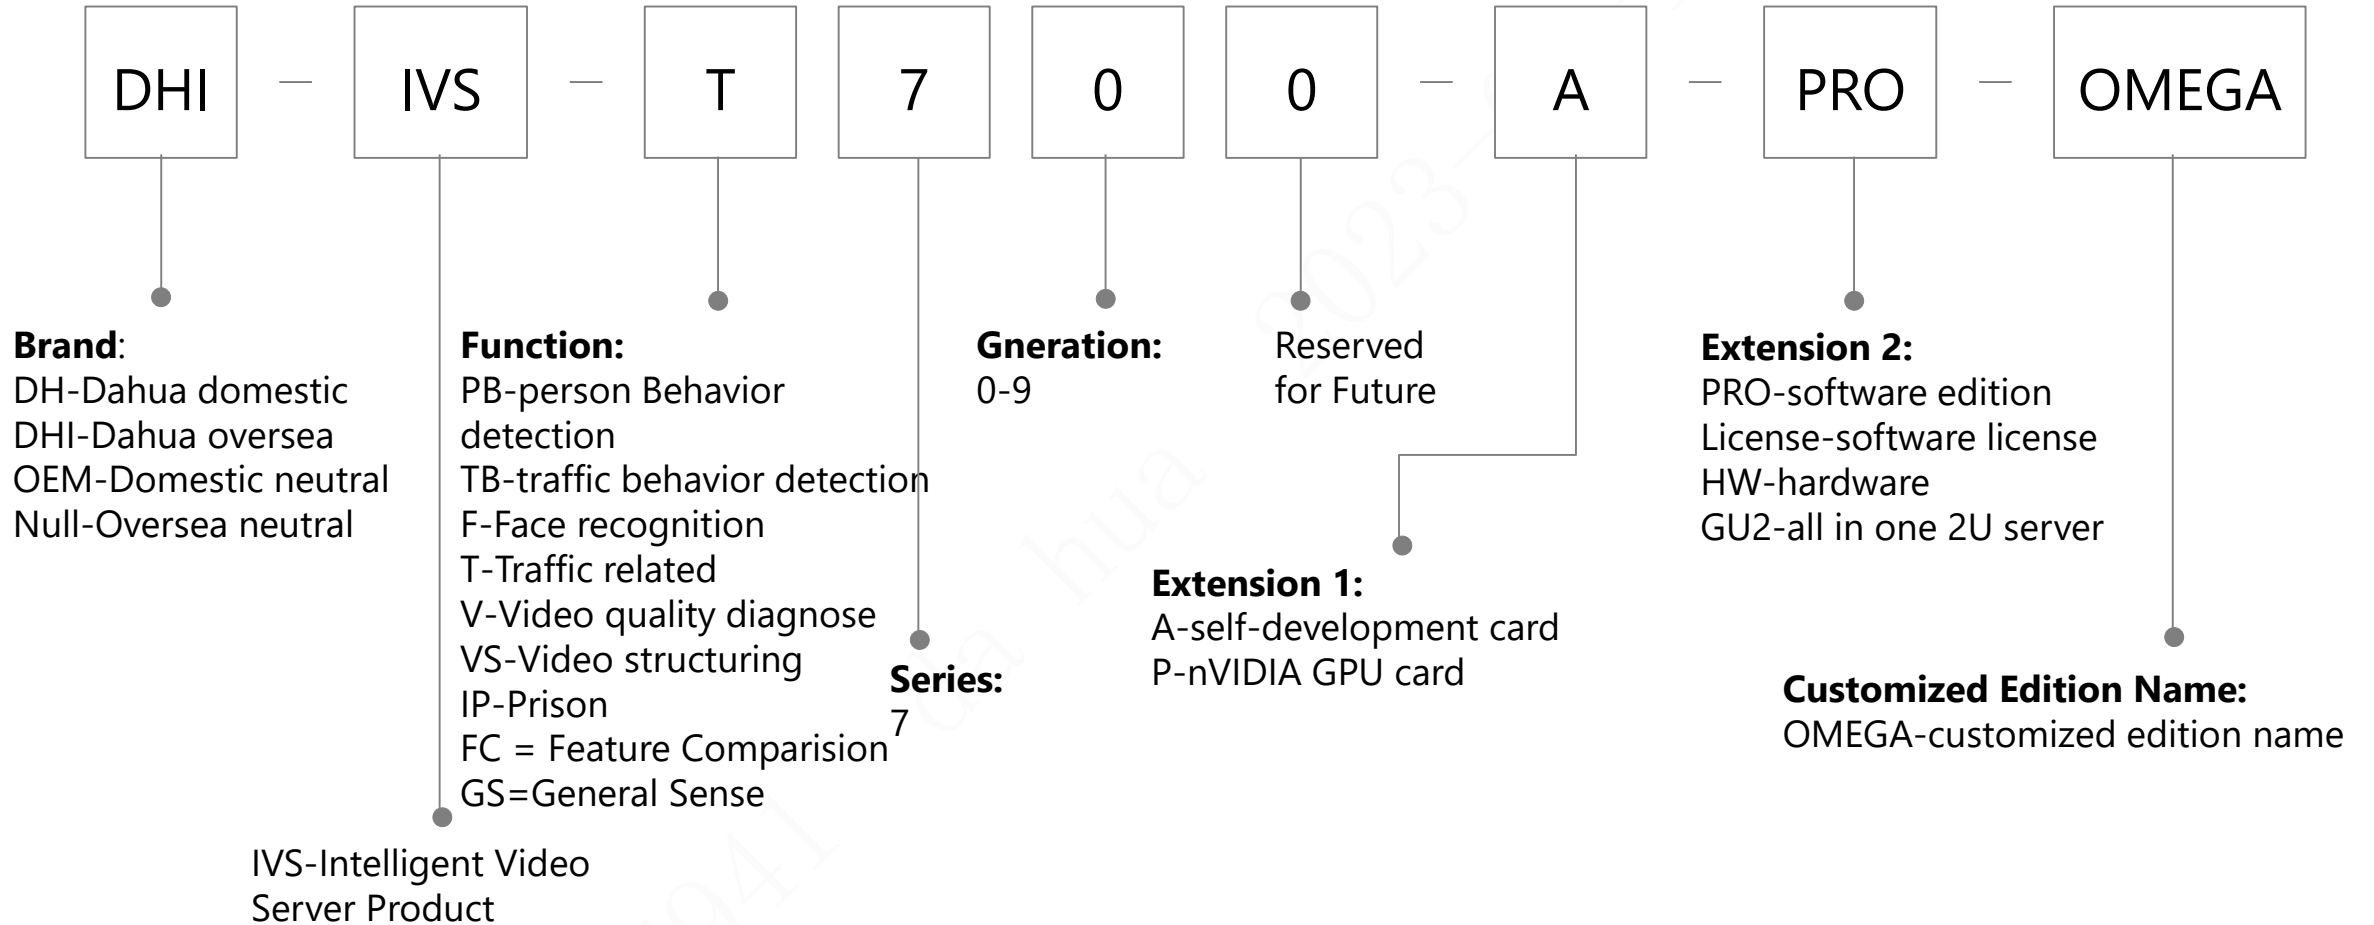 DHI — IVS — T 7 0 0 — A — PRO — OMEGA
Brand:
DH-Dahua domestic
DHI-Dahua oversea
OEM-Domestic neutral
Null-Oversea neutral
IVS-Intelligent Video
Server Product
Function:
PB-person Behavior
detection
TB-traffic behavior detection
F-Face recognition
T-Traffic related
V-Video quality diagnose
VS-Video structuring
IP-Prison
FC = Feature Comparision
GS=General Sense
Series:
7
Gneration:
0-9
Reserved
for Future
Extension 1:
A-self-development card
P-nVIDIA GPU card
Extension 2:
PRO-software edition
License-software license
HW-hardware
GU2-all in one 2U server
Customized Edition Name:
OMEGA-customized edition name
da hua 2023-